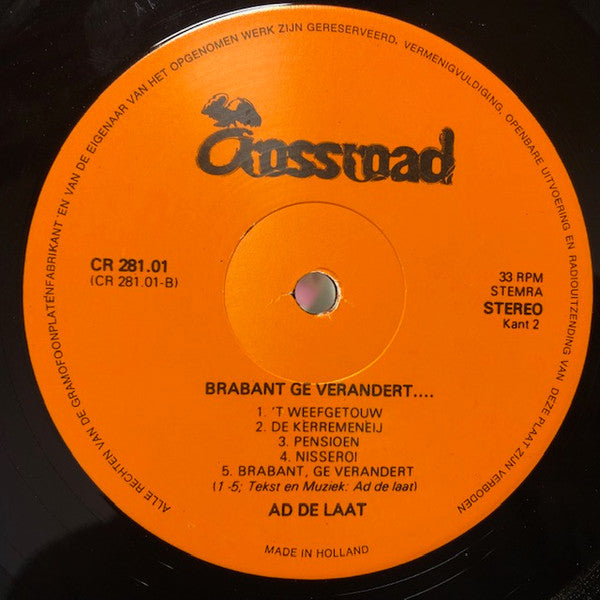 ALLE RECHTEN VAN DE GRAMOFOONPLATENFABRIKANT EN VAN DE EIGENAAR VAN HET OPGENOMEN WERK ZIJN GERESERVEERD, VERMENIGVULDIGING, OPENBARE UITVOERING EN RADIOUITZENDING VAN DEZE PLAAT ZIJN VERBODEN
Crossroad
CR 281.01
(CR 281.01-B)
33 RPM
STEMRA
STEREO
Kant 2
BRABANT GE VERANDERT....
1. 'T WEEFGETOUW
2. DE KERREMENEIJ
3. PENSIOEN
4. NISSEROI
5. BRABANT, GE VERANDERT
(1 -5; Tekst en Muziek: Ad de laat)
AD DE LAAT
MADE IN HOLLAND